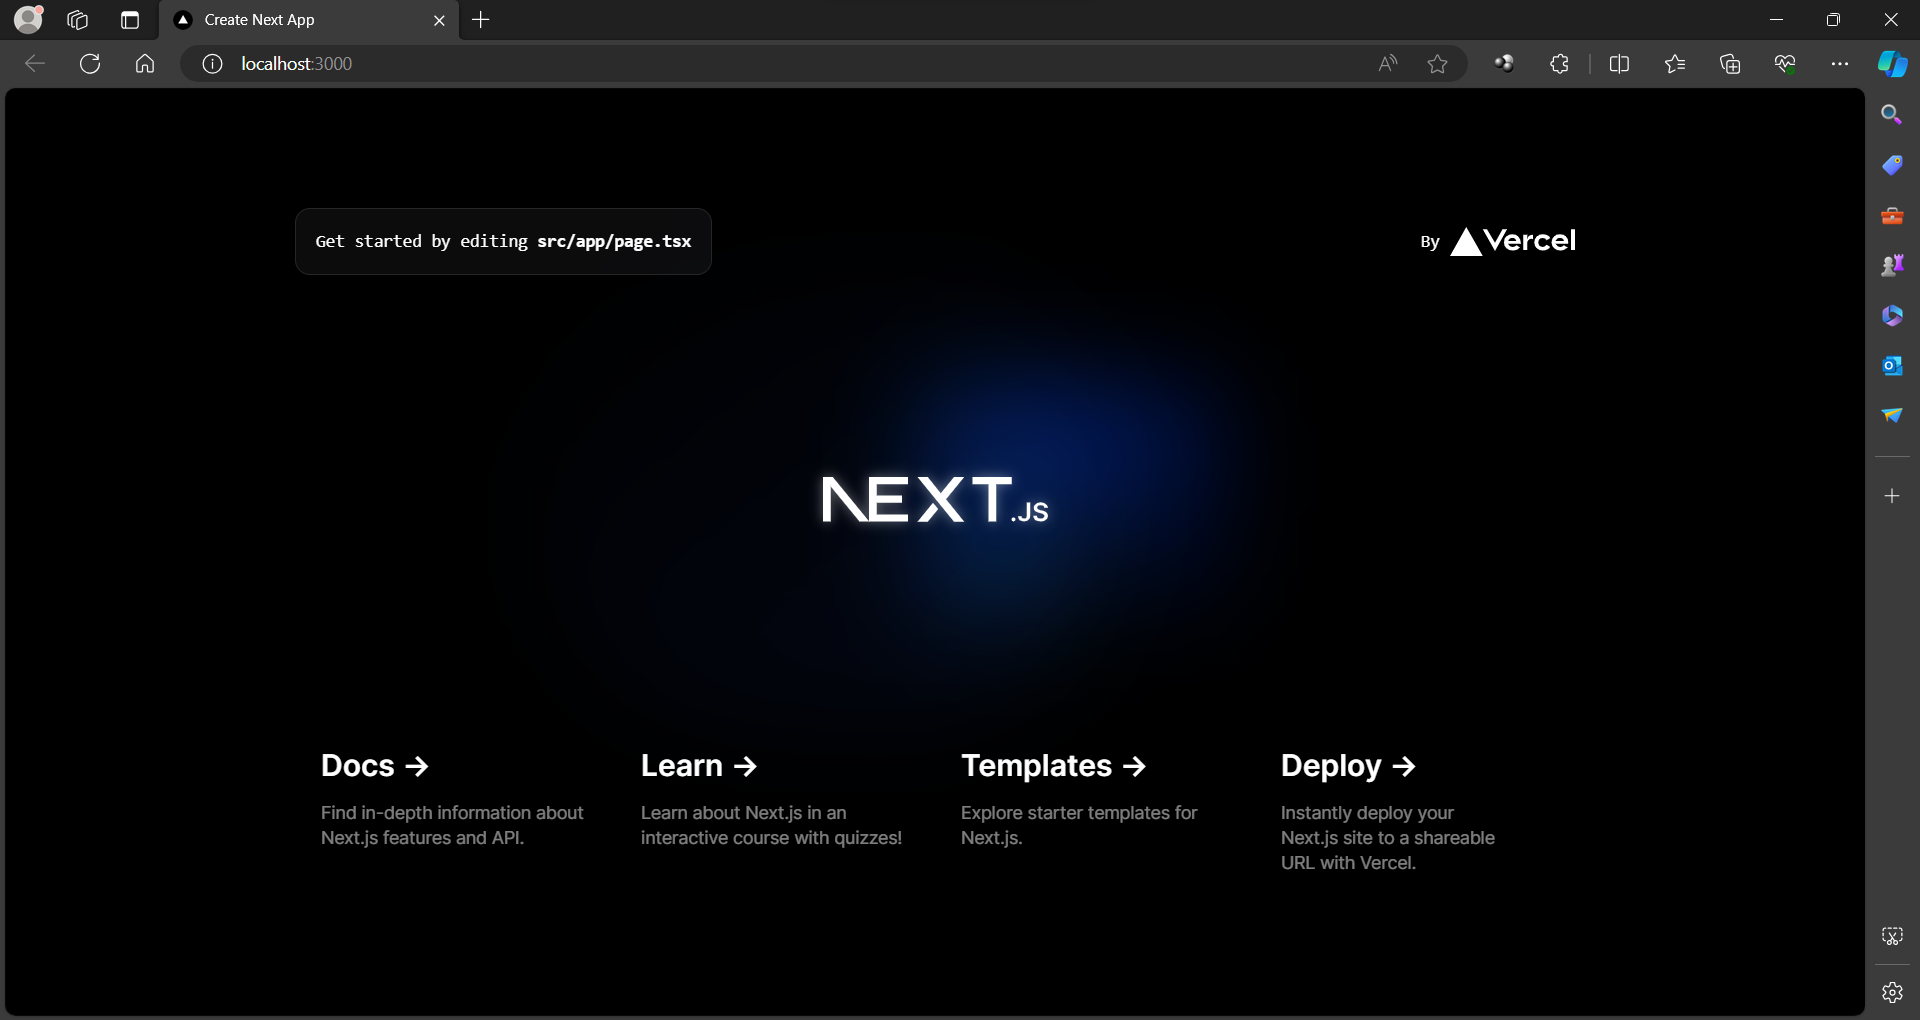 Create Next App
localhost:3000
Get started by editing src/app/page.tsx
By Vercel
NEXT.JS
Docs →
Find in-depth information about
Next.js features and API.
Learn →
Learn about Next.js in an
interactive course with quizzes!
Templates →
Explore starter templates for
Next.js.
Deploy →
Instantly deploy your
Next.js site to a shareable
URL with Vercel.